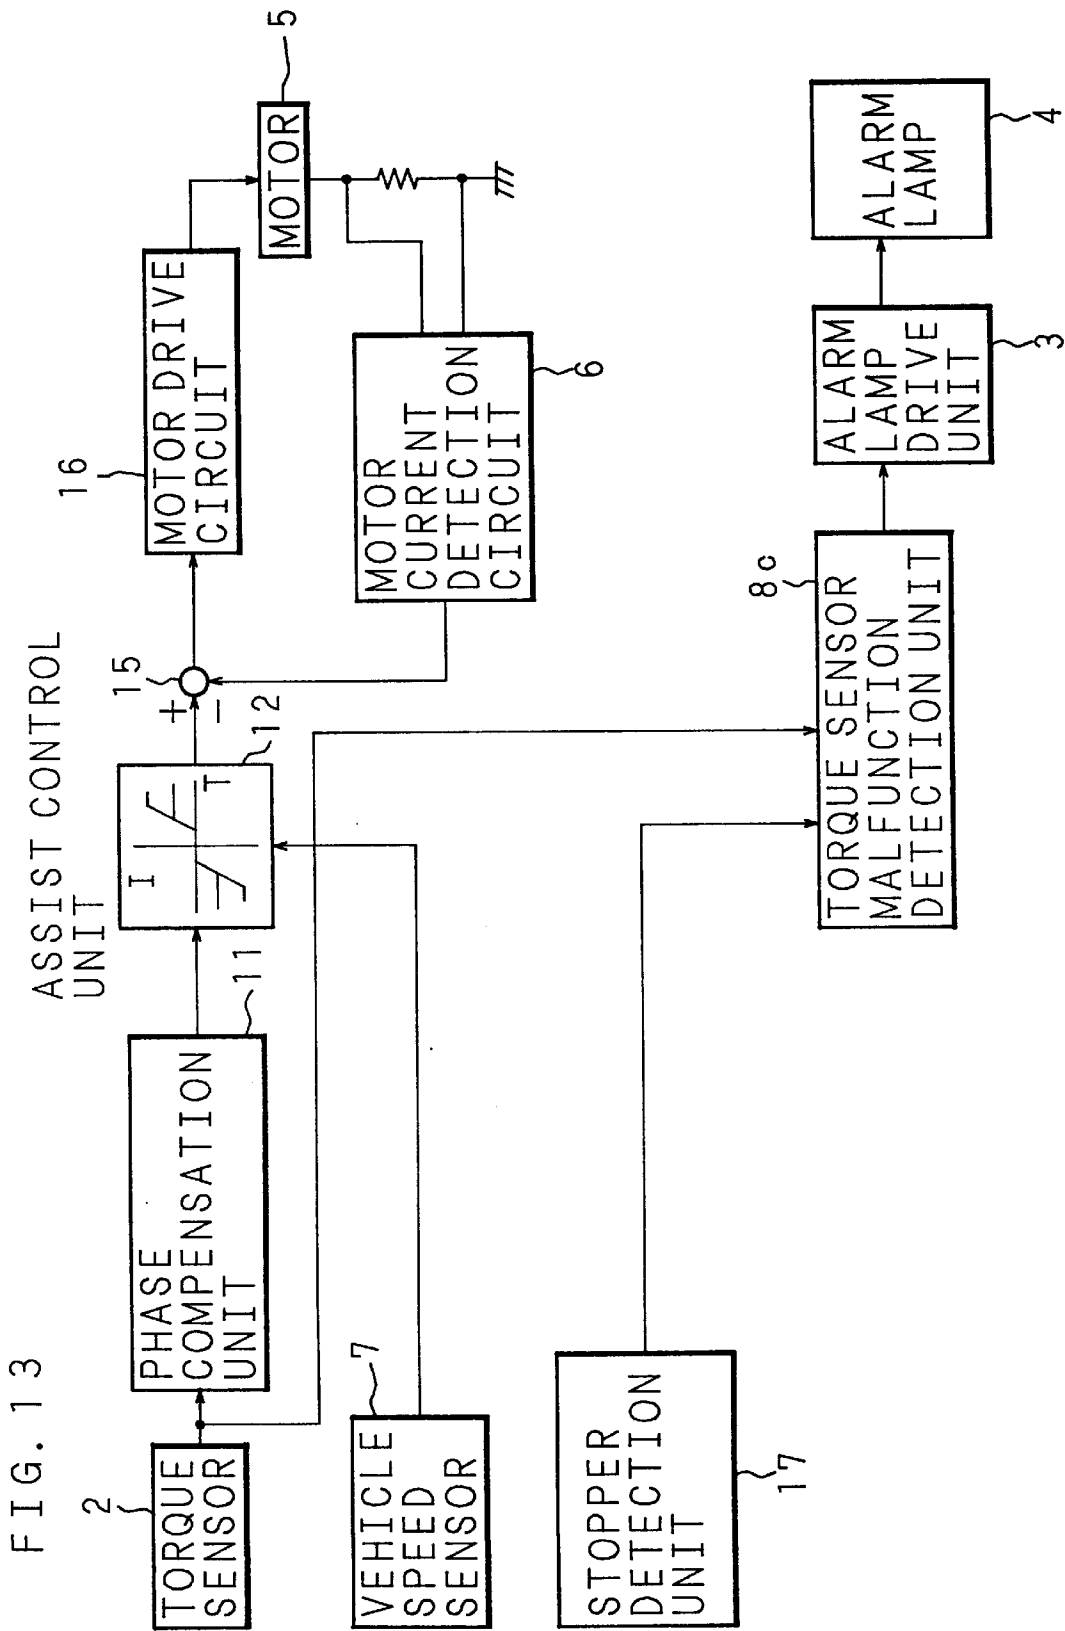 FIG. 13
ASSIST CONTROL
UNIT
2
TORQUE
SENSOR
PHASE
COMPENSATION
UNIT
11
I
T
12
+
−
15
16
MOTOR DRIVE
CIRCUIT
5
MOTOR
MOTOR
CURRENT
DETECTION
CIRCUIT
6
7
VEHICLE
SPEED
SENSOR
STOPPER
DETECTION
UNIT
17
8c
TORQUE SENSOR
MALFUNCTION
DETECTION UNIT
ALARM
LAMP
DRIVE
UNIT
3
ALARM
LAMP
4